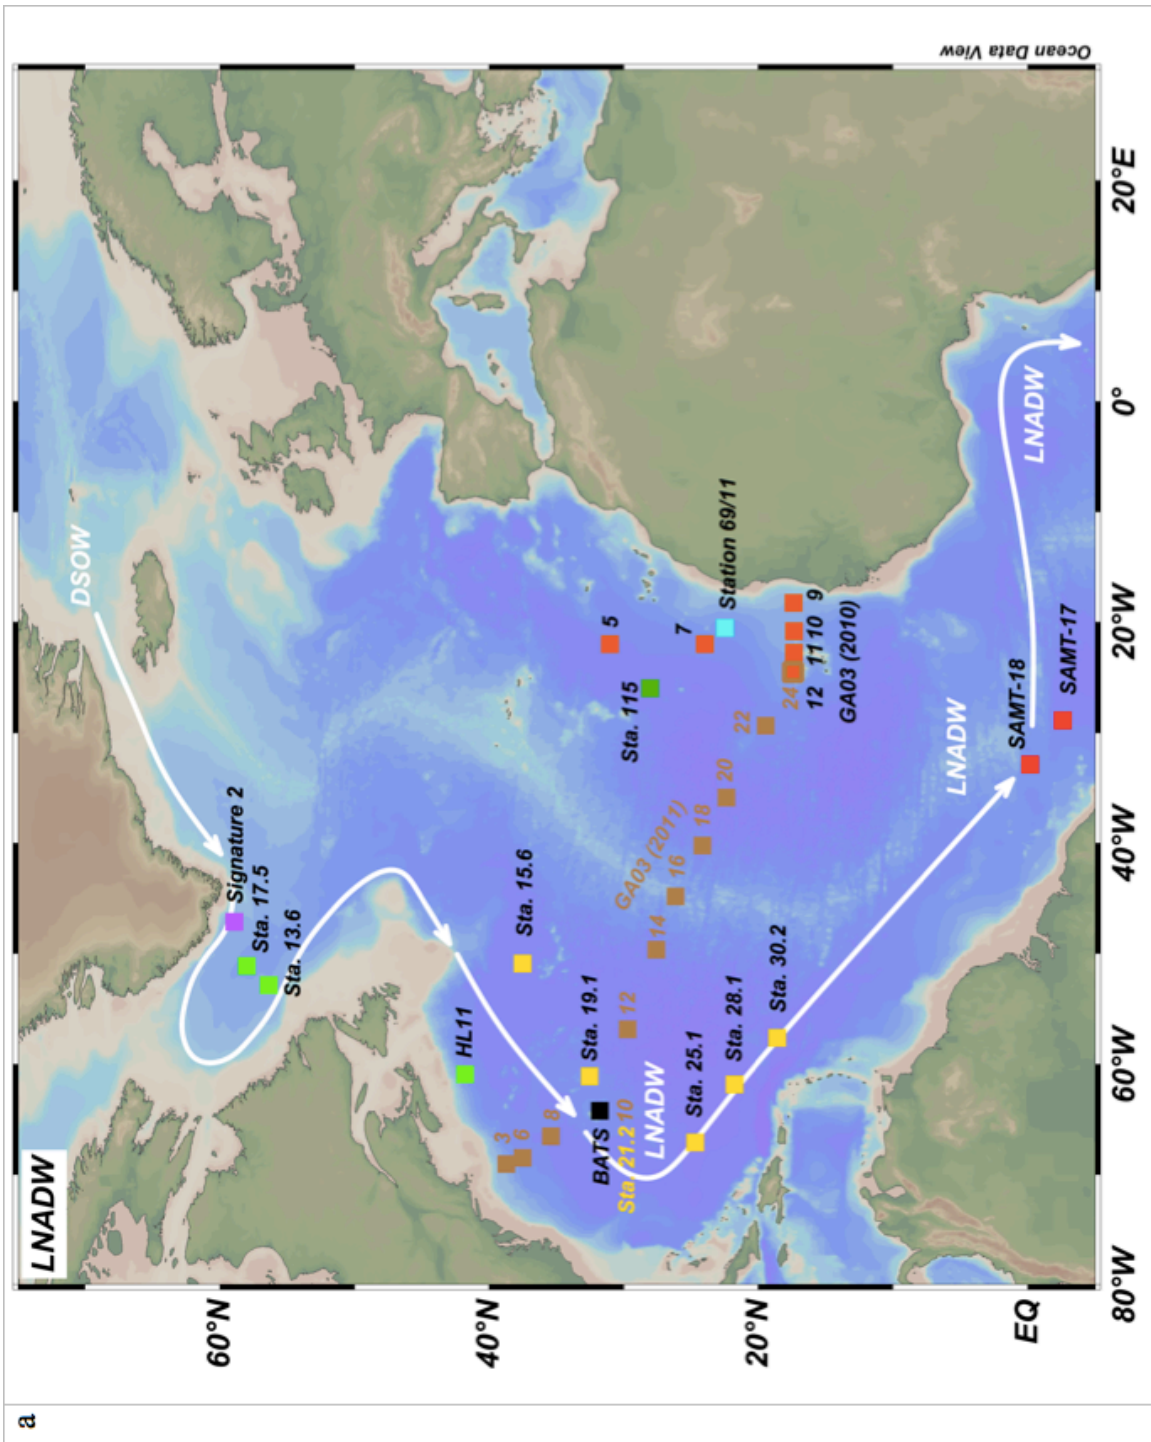 a
LNADW
Ocean Data View
DSOW
Signature 2
Sta. 17.5
Sta. 13.6
HL11
Sta. 15.6
Sta. 19.1
BATS
Sta. 21.2
LNADW
Sta. 25.1
Sta. 28.1
Sta. 30.2
3
6
8
10
12
14
16
18
20
22
24
GA03 (2011)
Sta. 115
5
7
Station 69/11
12
11
10
9
GA03 (2010)
LNADW
SAMT-18
SAMT-17
LNADW
60°N
40°N
20°N
EQ
80°W
60°W
40°W
20°W
0°
20°E